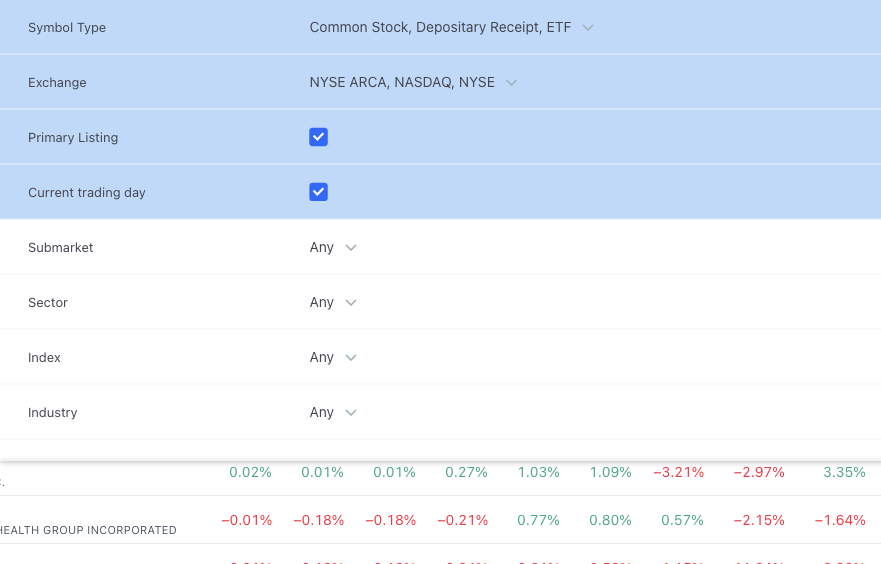 Symbol Type Common Stock, Depositary Receipt, ETF
Exchange NYSE ARCA, NASDAQ, NYSE
Primary Listing
Current trading day
Submarket Any
Sector Any
Index Any
Industry Any
0.02% 0.01% 0.01% 0.27% 1.03% 1.09% −3.21% −2.97% 3.35%
HEALTH GROUP INCORPORATED −0.01% −0.18% −0.18% −0.21% 0.77% 0.80% 0.57% −2.15% −1.64%